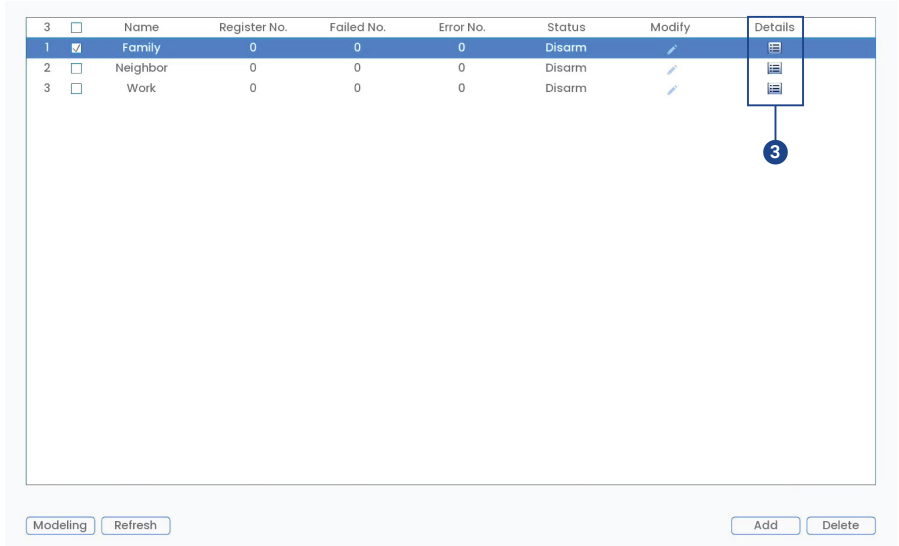 3 Name Register No. Failed No. Error No. Status Modify Details
1 Family 0 0 0 Disarm
2 Neighbor 0 0 0 Disarm
3 Work 0 0 0 Disarm
3
Modeling Refresh Add Delete